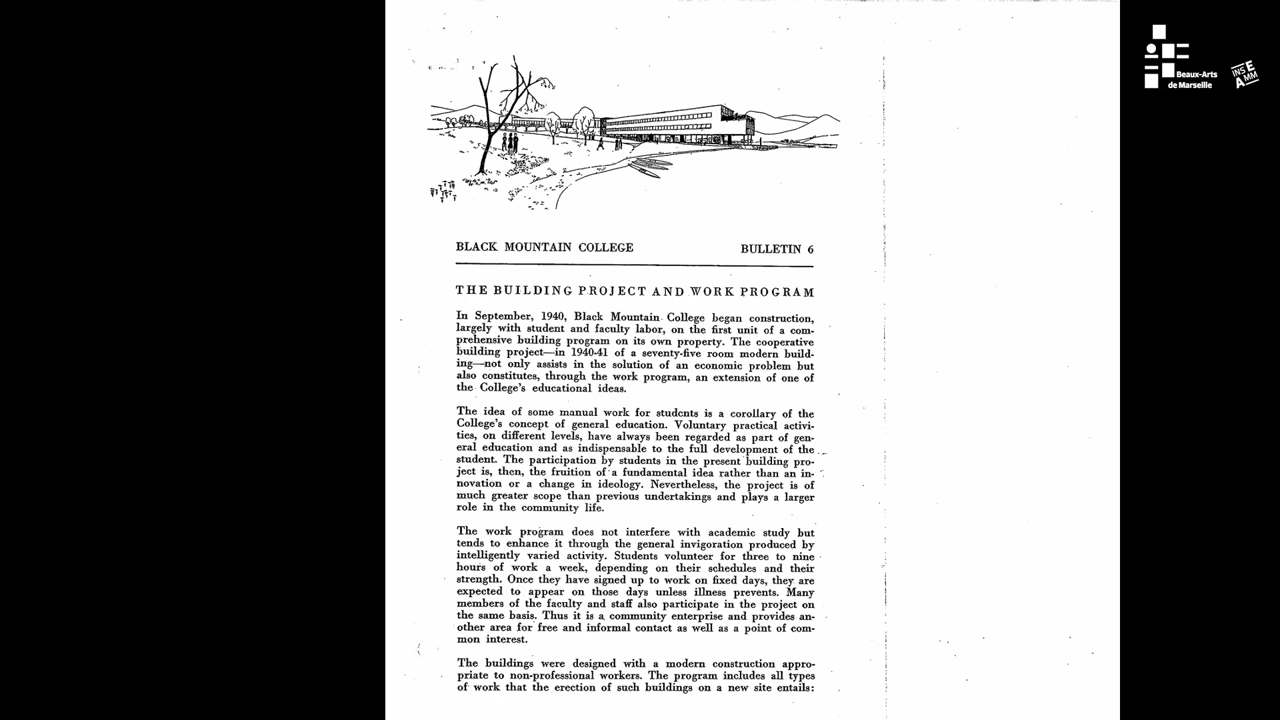 BLACK MOUNTAIN COLLEGE BULLETIN 6
THE BUILDING PROJECT AND WORK PROGRAM
In September, 1940, Black Mountain College began construction,
largely with student and faculty labor, on the first unit of a com-
prehensive building program on its own property. The cooperative
building project—in 1940-41 of a seventy-five room modern build-
ing—not only assists in the solution of an economic problem but
also constitutes, through the work program, an extension of one of
the College's educational ideas.
The idea of some manual work for students is a corollary of the
College's concept of general education. Voluntary practical activi-
ties, on different levels, have always been regarded as part of gen-
eral education and as indispensable to the full development of the
student. The participation by students in the present building pro-
ject is, then, the fruition of a fundamental idea rather than an in-
novation or a change in ideology. Nevertheless, the project is of
much greater scope than previous undertakings and plays a larger
role in the community life.
The work program does not interfere with academic study but
tends to enhance it through the general invigoration produced by
intelligently varied activity. Students volunteer for three to nine
hours of work a week, depending on their schedules and their
strength. Once they have signed up to work on fixed days, they are
expected to appear on those days unless illness prevents. Many
members of the faculty and staff also participate in the project on
the same basis. Thus it is a community enterprise and provides an-
other area for free and informal contact as well as a point of com-
mon interest.
The buildings were designed with a modern construction appro-
priate to non-professional workers. The program includes all types
of work that the erection of such buildings on a new site entails:
Beaux-Arts
de Marseille
INS E
A MM